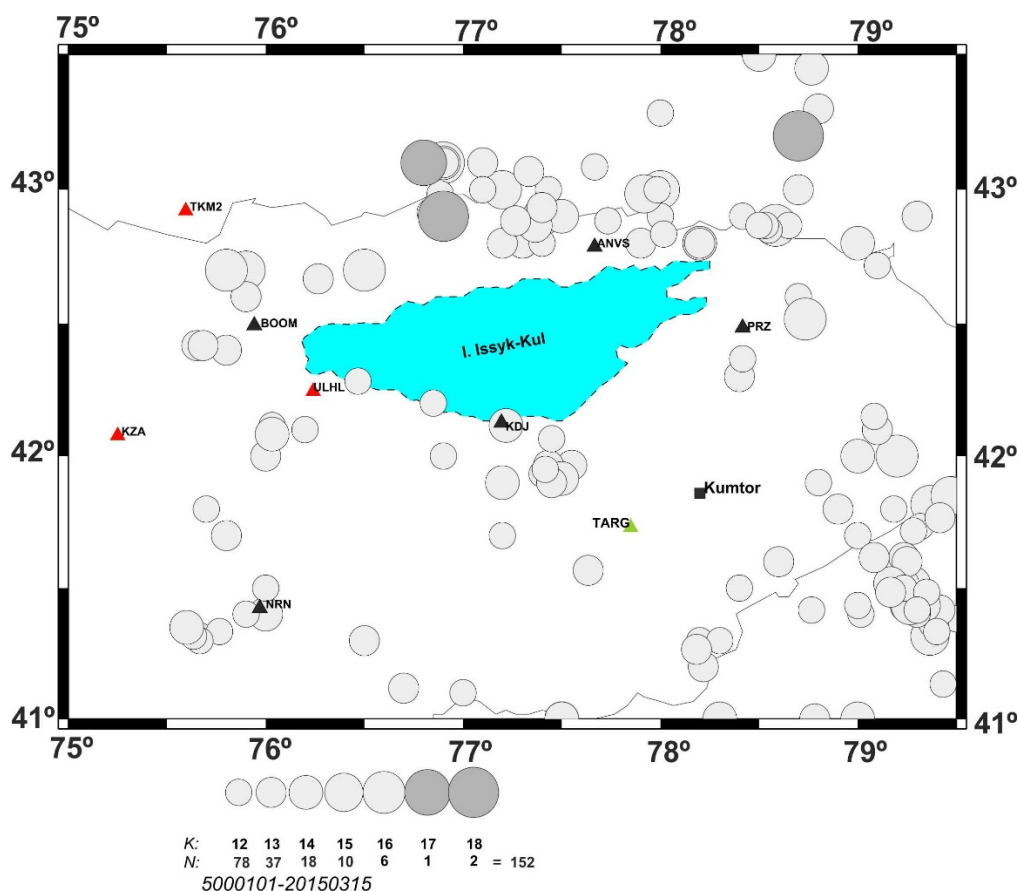 75º 76º 77º 78º 79º
43º 43º
TKM2
ANVS
BOOM
PRZ
I. Issyk-Kul
ULHL
KZA
KDJ
42º 42º
Kumtor
TARG
NRN
41º 41º
75º 76º 77º 78º 79º
K: 12 13 14 15 16 17 18
N: 78 37 18 10 6 1 2 = 152
5000101-20150315